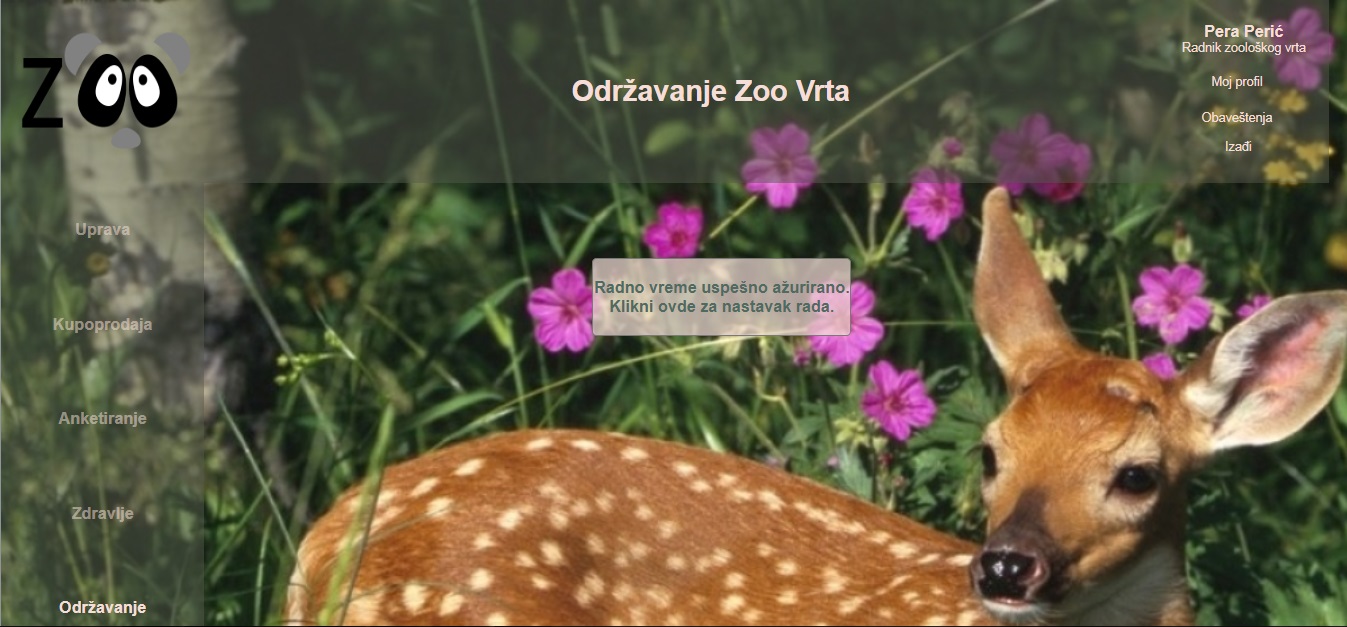 ZOO
Održavanje Zoo Vrta
Pera Perić
Radnik zoološkog vrta
Moj profil
Obaveštenja
Izađi
Uprava
Kupoprodaja
Anketiranje
Zdravlje
Održavanje
Radno vreme uspešno ažurirano.
Klikni ovde za nastavak rada.